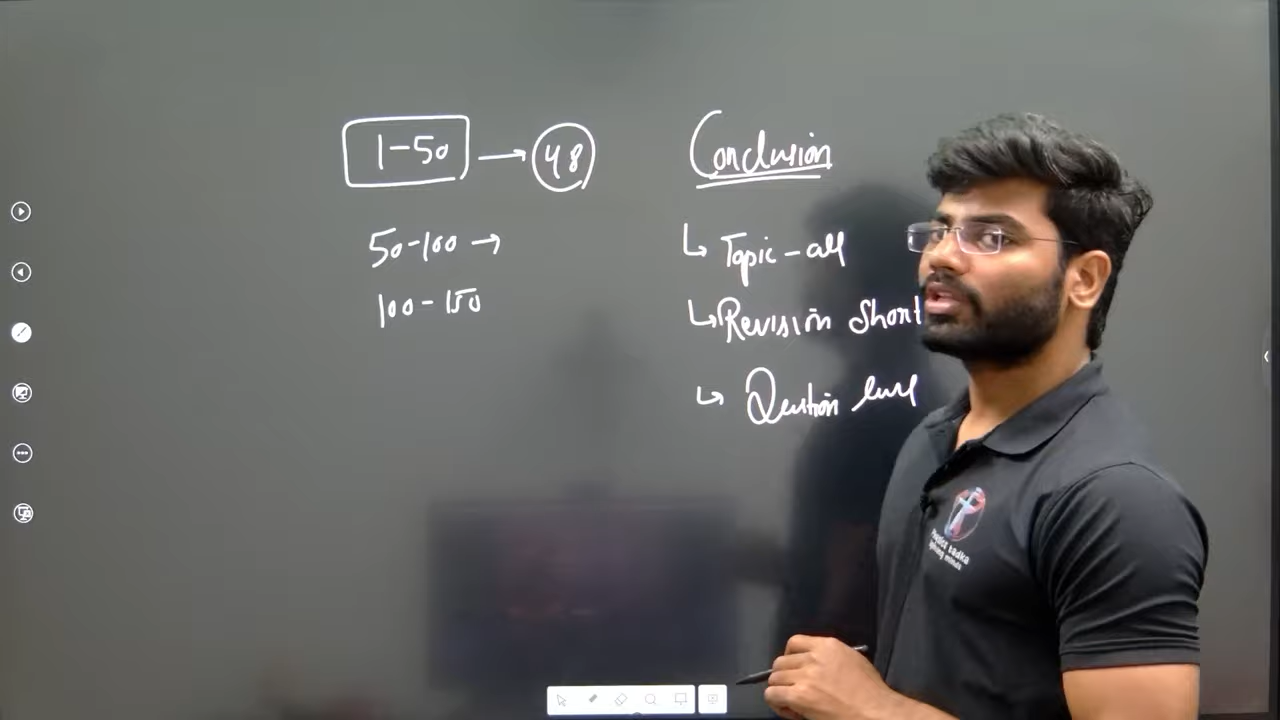 1-50 → 48
50-100 →
100-150
Conclusion
↳ Topic-all
↳ Revision Short
↳ Question level